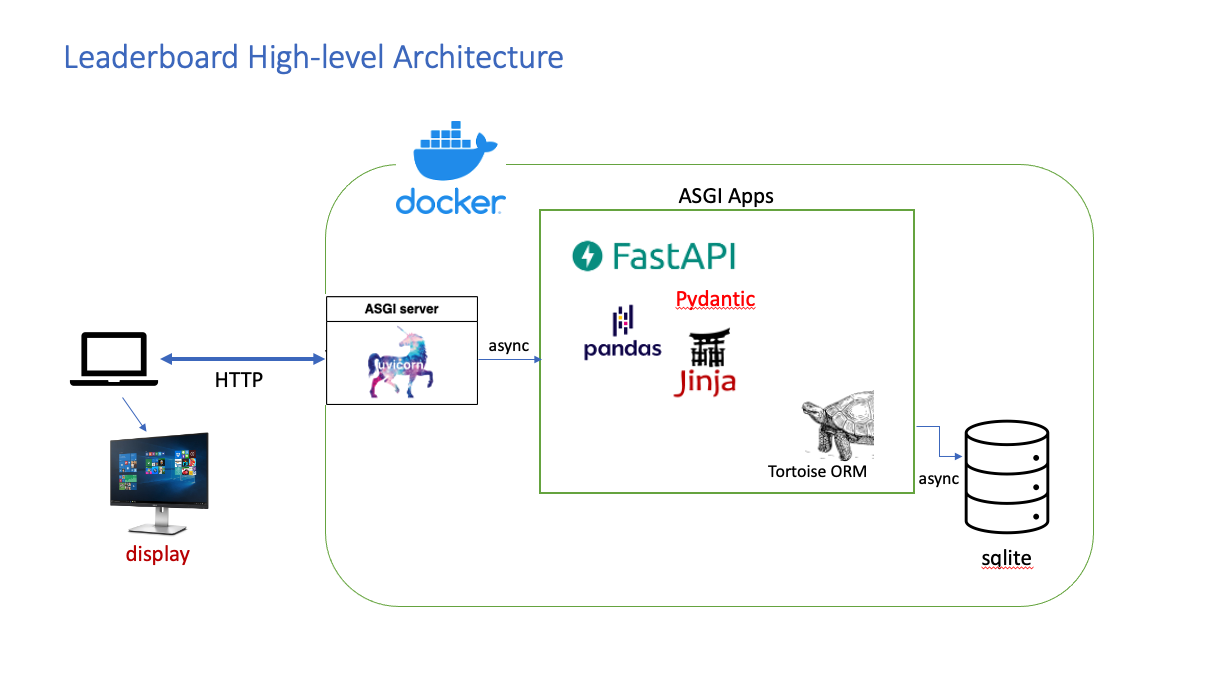 Leaderboard High-level Architecture
docker
ASGI Apps
FastAPI
Pydantic
ASGI server
pandas
uvicorn
async
Jinja
HTTP
Tortoise ORM
async
display
sqlite